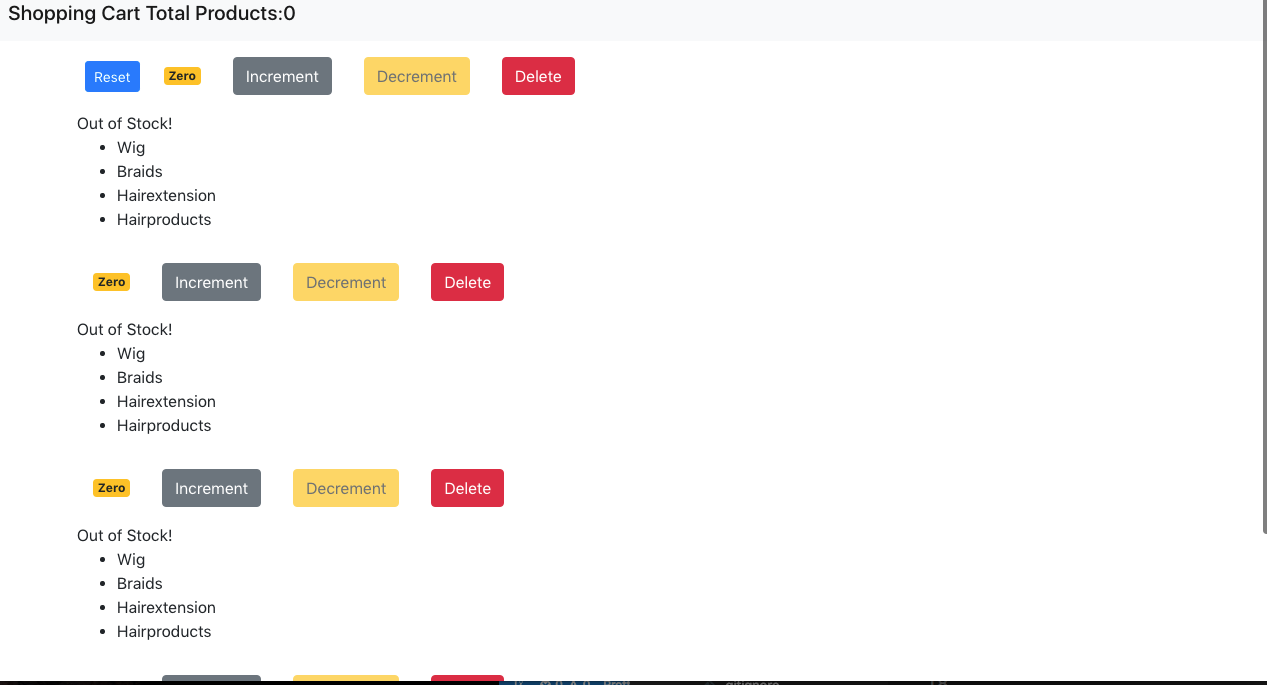 Shopping Cart Total Products:0
Reset Zero Increment Decrement Delete
Out of Stock!
Wig
Braids
Hairextension
Hairproducts
Zero Increment Decrement Delete
Out of Stock!
Wig
Braids
Hairextension
Hairproducts
Zero Increment Decrement Delete
Out of Stock!
Wig
Braids
Hairextension
Hairproducts